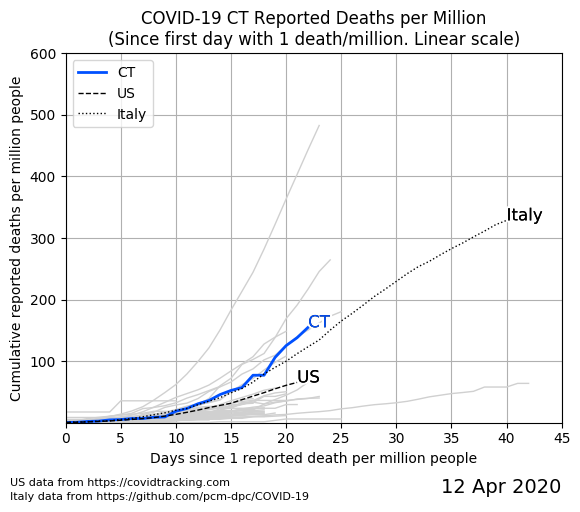 COVID-19 CT Reported Deaths per Million
(Since first day with 1 death/million. Linear scale)
Cumulative reported deaths per million people
600
500
400
300
200
100
CT
US
Italy
Italy
CT
US
0 5 10 15 20 25 30 35 40 45
Days since 1 reported death per million people
US data from https://covidtracking.com
Italy data from https://github.com/pcm-dpc/COVID-19
12 Apr 2020